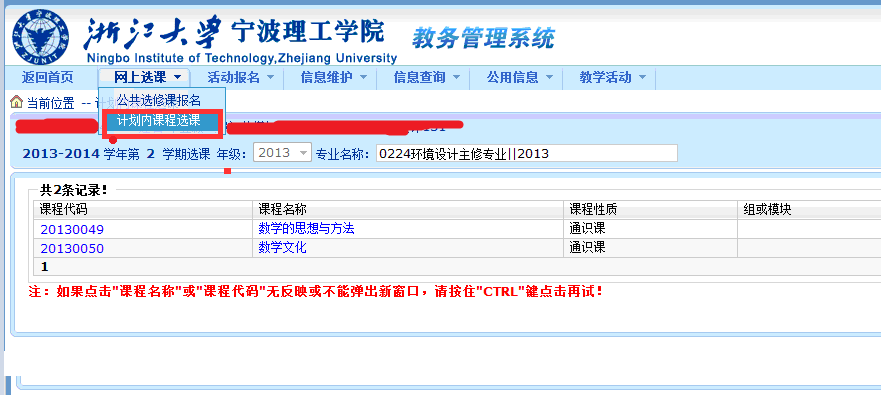 浙江大学 宁波理工学院 教务管理系统
Ningbo Institute of Technology,Zhejiang University
返回首页 网上选课 活动报名 信息维护 信息查询 公用信息 教学活动
当前位置 -- 计
公共选修课报名
计划内课程选课
2013-2014 学年第 2 学期选课 年级: 2013 专业名称: 0224环境设计主修专业||2013
共2条记录!
课程代码 课程名称 课程性质 组或模块
20130049 数学的思想与方法 通识课
20130050 数学文化 通识课
1
注: 如果点击"课程名称"或"课程代码"无反映或不能弹出新窗口，请按住"CTRL"键点击再试!